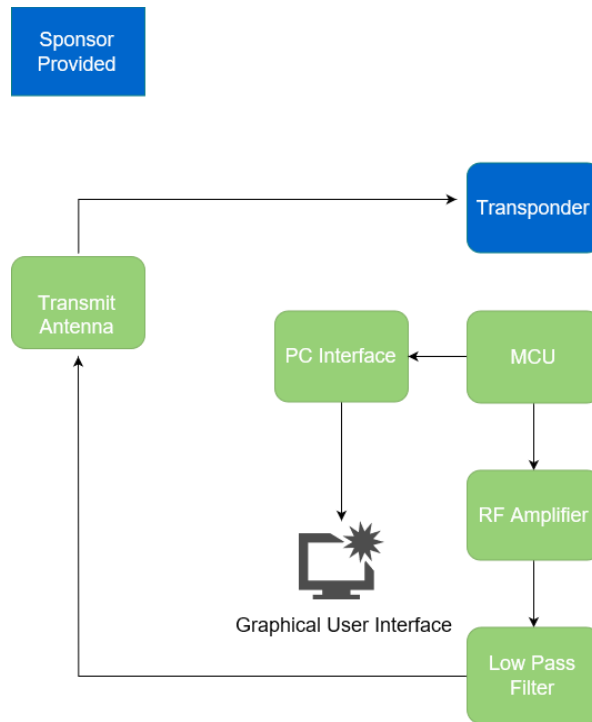 Sponsor
Provided
Transponder
Transmit
Antenna
PC Interface
MCU
RF Amplifier
Graphical User Interface
Low Pass
Filter